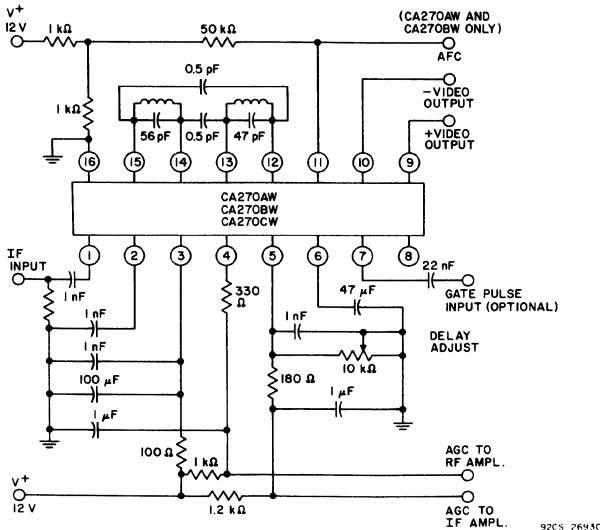 V+
12 V
1 kΩ
50 kΩ
(CA270AW AND
CA270BW ONLY)
AFC
0.5 pF
−VIDEO
OUTPUT
1 kΩ
56 pF
0.5 pF
47 pF
+VIDEO
OUTPUT
16
15
14
13
12
11
10
9
CA270AW
CA270BW
CA270CW
1
2
3
4
5
6
7
8
IF
INPUT
1 nF
330
Ω
47 µF
22 nF
GATE PULSE
INPUT (OPTIONAL)
1 nF
1 nF
DELAY
ADJUST
1 nF
10 kΩ
100 µF
180 Ω
1 µF
1 µF
100 Ω
1 kΩ
AGC TO
RF AMPL.
V+
12 V
1.2 kΩ
AGC TO
IF AMPL.
92CS 2693C